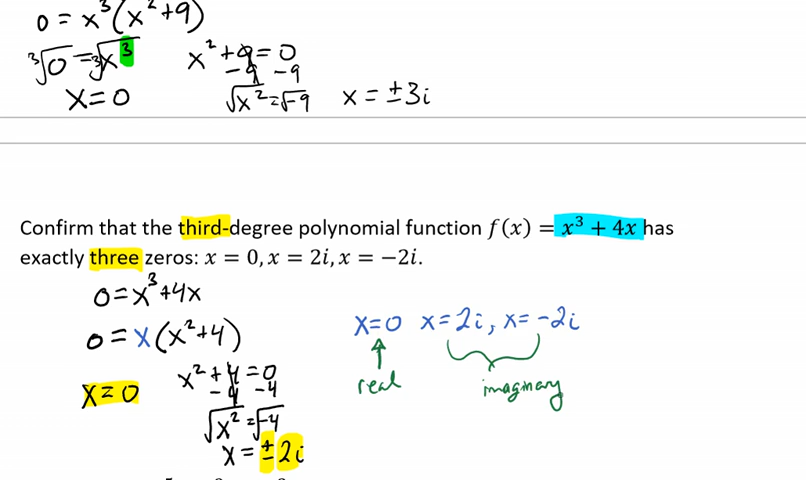 0 = x³(x² + 9)
∛0 = ∛x³ x² + 9 = 0
- 9 - 9
x = 0 √x² = √-9 x = ±3i
Confirm that the third-degree polynomial function f(x) = x³ + 4x has
exactly three zeros: x = 0, x = 2i, x = −2i.
0 = x³ + 4x
0 = x(x² + 4) x = 0 x = 2i, x = -2i
x² + 4 = 0 real imagnary
- 4 - 4
x = 0
√x² = √-4
x = ± 2i